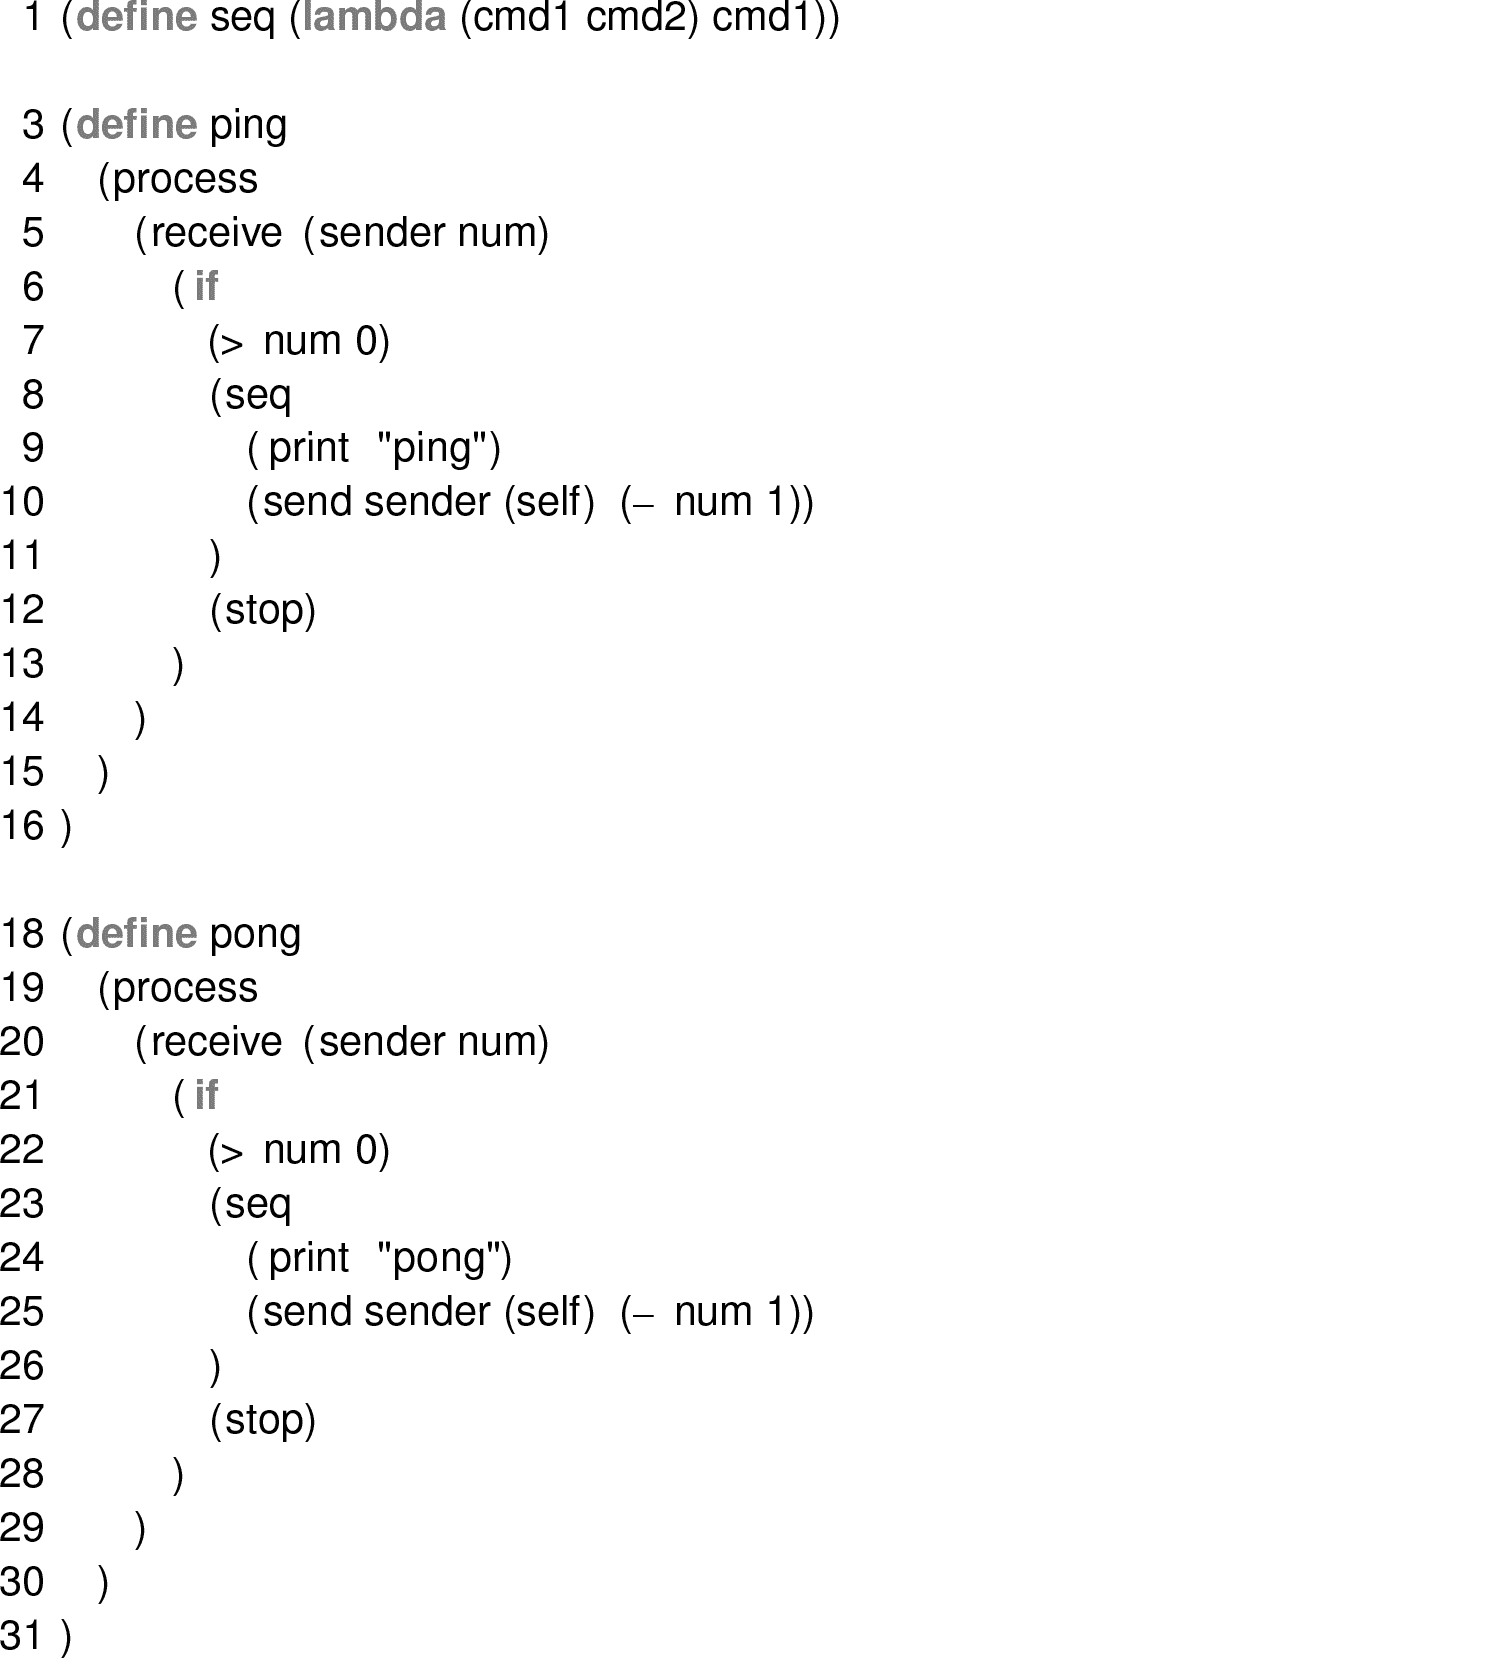 1 (define seq (lambda (cmd1 cmd2) cmd1))
3 (define ping
4 (process
5 (receive (sender num)
6 (if
7 (> num 0)
8 (seq
9 (print "ping")
10 (send sender (self) (− num 1))
11 )
12 (stop)
13 )
14 )
15 )
16 )
18 (define pong
19 (process
20 (receive (sender num)
21 (if
22 (> num 0)
23 (seq
24 (print "pong")
25 (send sender (self) (− num 1))
26 )
27 (stop)
28 )
29 )
30 )
31 )